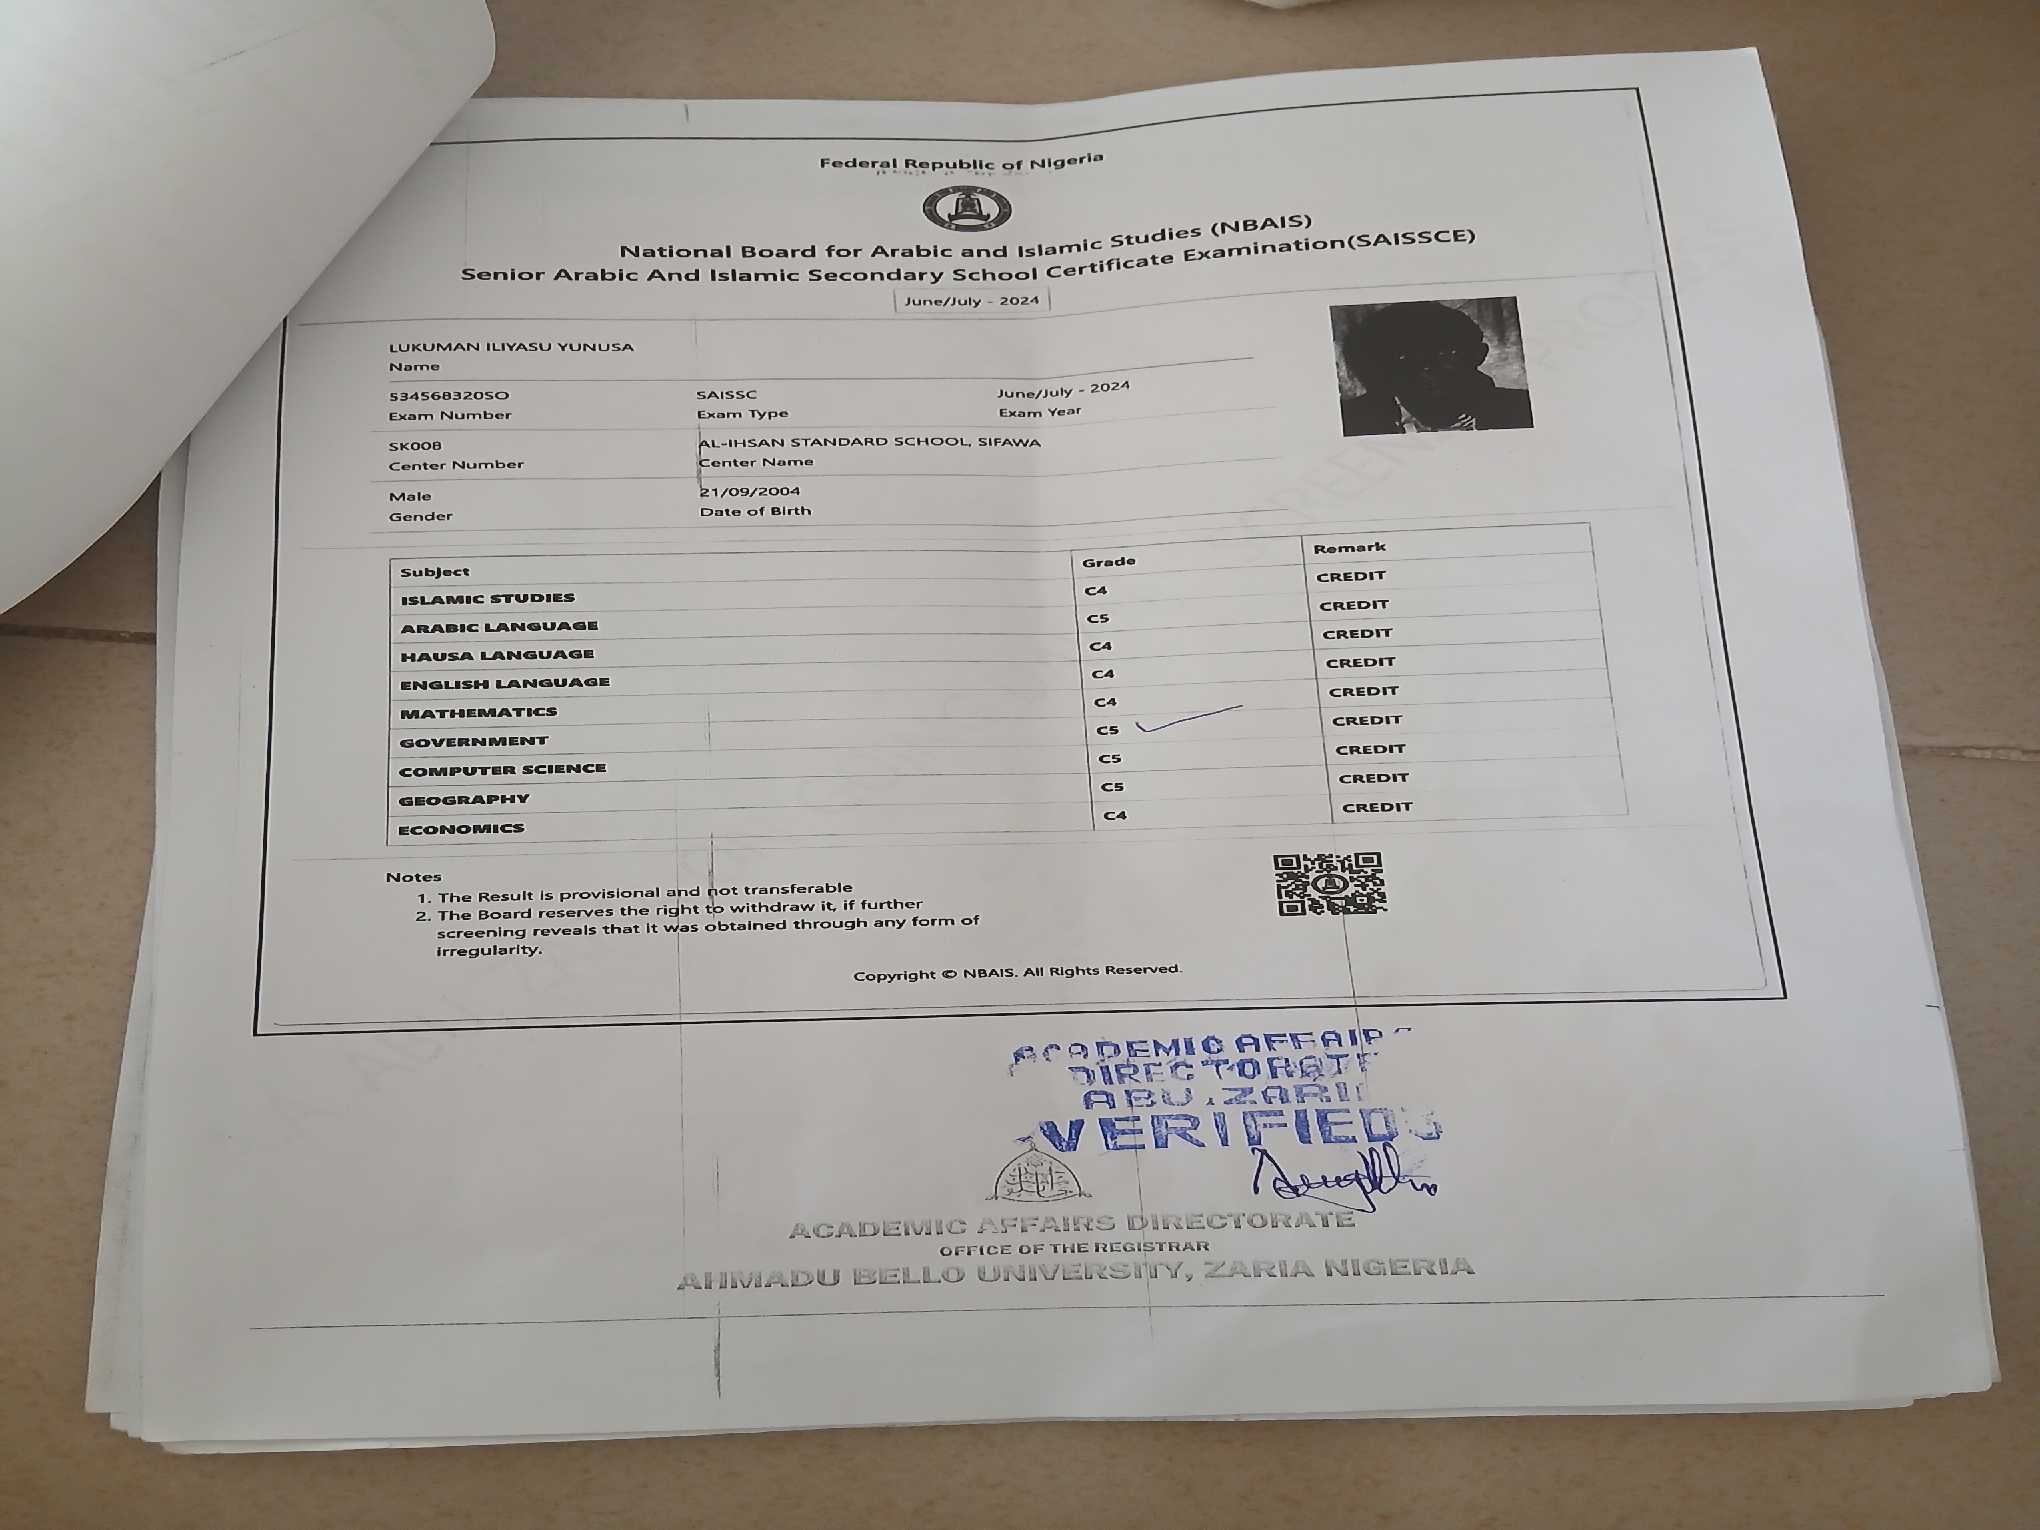 Federal Republic of Nigeria
National Board for Arabic and Islamic Studies (NBAIS)
Senior Arabic And Islamic Secondary School Certificate Examination(SAISSCE)
June/July - 2024
LUKUMAN ILIYASU YUNUSA
Name
534568320SO SAISSC June/July - 2024
Exam Number Exam Type Exam Year
SK008 AL-IHSAN STANDARD SCHOOL, SIFAWA
Center Number Center Name
Male 21/09/2004
Gender Date of Birth
Subject Grade Remark
ISLAMIC STUDIES C4 CREDIT
ARABIC LANGUAGE C5 CREDIT
HAUSA LANGUAGE C4 CREDIT
ENGLISH LANGUAGE C4 CREDIT
MATHEMATICS C4 CREDIT
GOVERNMENT C5 CREDIT
COMPUTER SCIENCE C5 CREDIT
GEOGRAPHY C5 CREDIT
ECONOMICS C4 CREDIT
Notes
1. The Result is provisional and not transferable
2. The Board reserves the right to withdraw it, if further
screening reveals that it was obtained through any form of
irregularity.
Copyright © NBAIS. All Rights Reserved.
ACADEMIC AFFAIRS
DIRECTORATE
ABU, ZARIA
VERIFIED
ACADEMIC AFFAIRS DIRECTORATE
OFFICE OF THE REGISTRAR
AHMADU BELLO UNIVERSITY, ZARIA NIGERIA